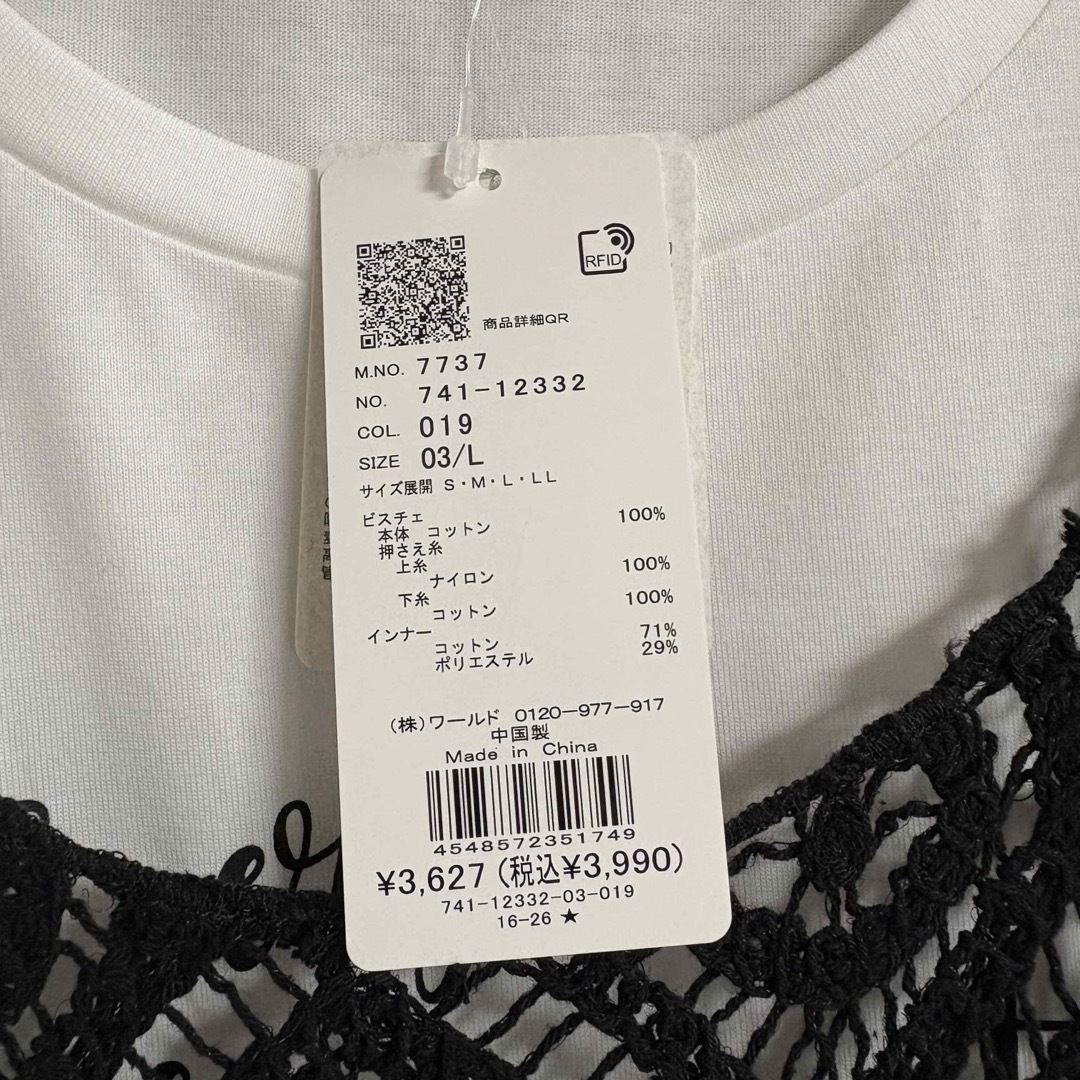 RFID
商品詳細QR
M.NO. 7737
NO. 741-12332
COL. 019
SIZE 03/L
サイズ展開 S・M・L・LL
ビスチェ
本体 コットン 100%
押さえ糸
上糸
ナイロン 100%
下糸
コットン 100%
インナー
コットン 71%
ポリエステル 29%
(株)ワールド 0120-977-917
中国製
Made in China
4548572351749
¥3,627(税込¥3,990)
741-12332-03-019
16-26 ★